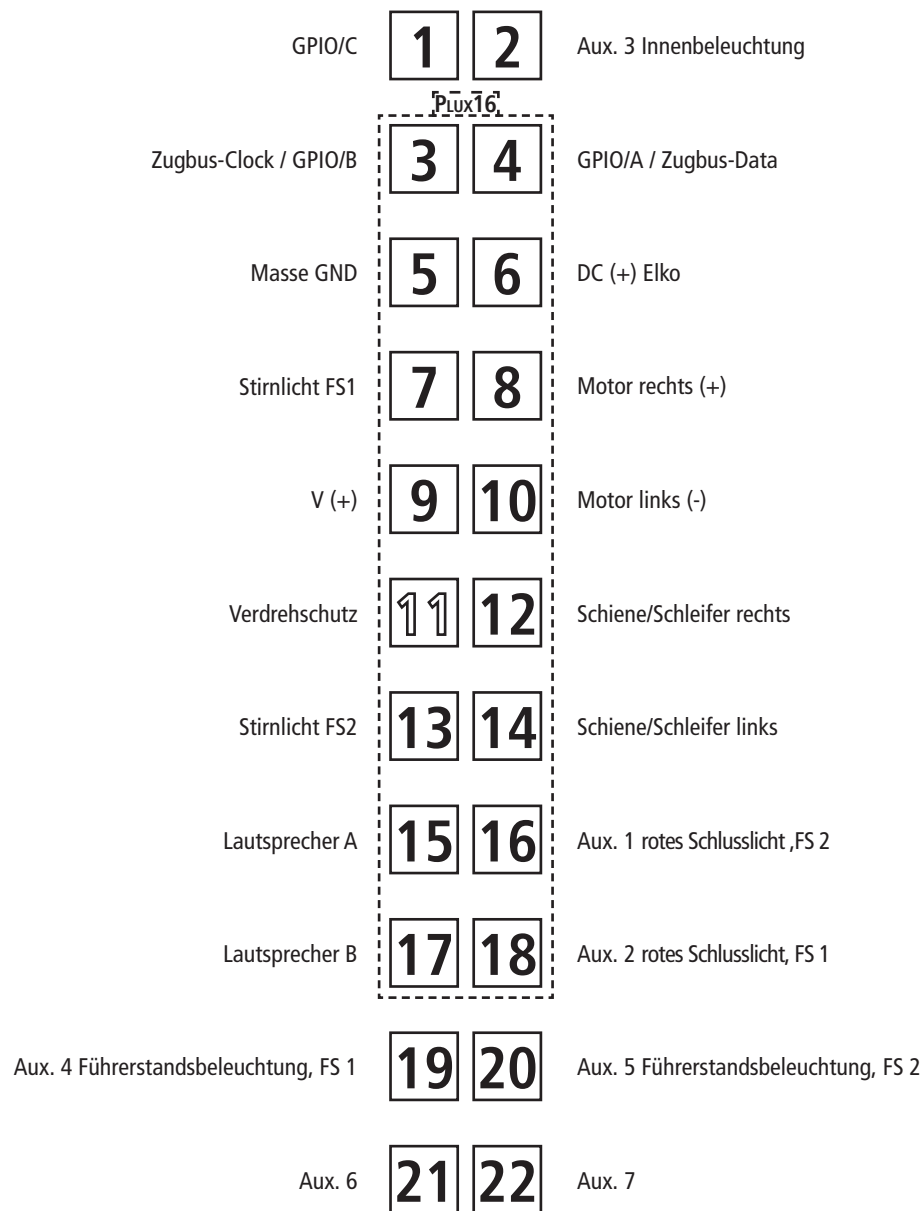 GPIO/C 1 2 Aux. 3 Innenbeleuchtung
PLUX16
Zugbus-Clock / GPIO/B 3 4 GPIO/A / Zugbus-Data
Masse GND 5 6 DC (+) Elko
Stirnlicht FS1 7 8 Motor rechts (+)
V (+) 9 10 Motor links (-)
Verdrehschutz 11 12 Schiene/Schleifer rechts
Stirnlicht FS2 13 14 Schiene/Schleifer links
Lautsprecher A 15 16 Aux. 1 rotes Schlusslicht ,FS 2
Lautsprecher B 17 18 Aux. 2 rotes Schlusslicht, FS 1
Aux. 4 Führerstandsbeleuchtung, FS 1 19 20 Aux. 5 Führerstandsbeleuchtung, FS 2
Aux. 6 21 22 Aux. 7